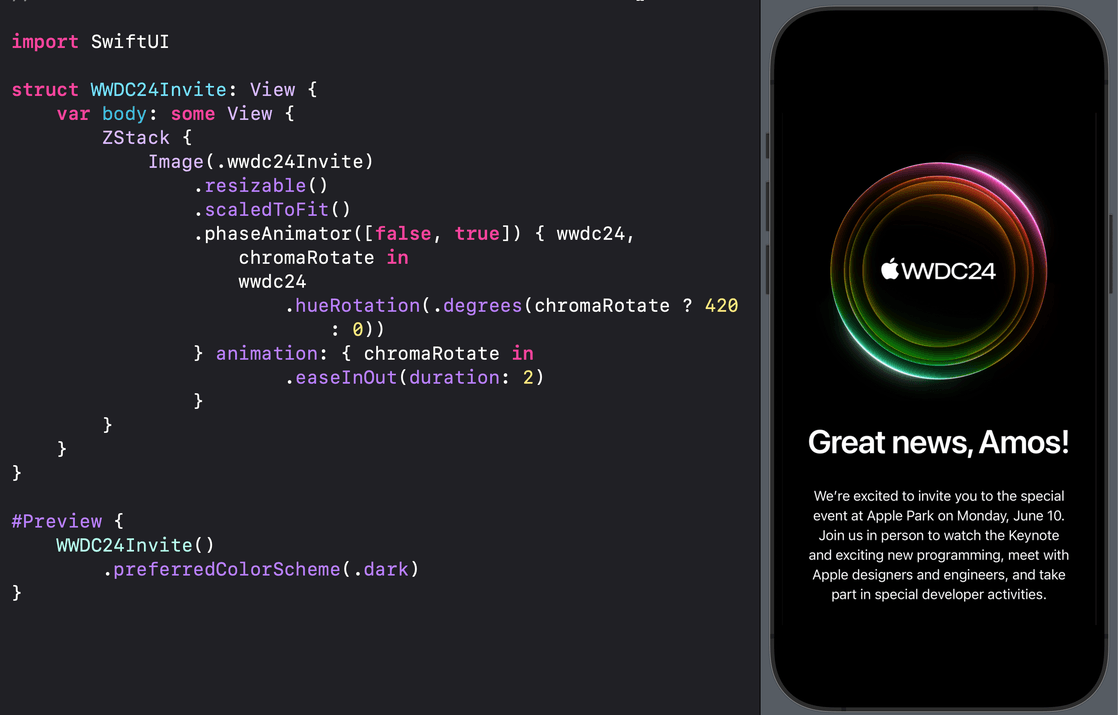 import SwiftUI
struct WWDC24Invite: View {
var body: some View {
ZStack {
Image(.wwdc24Invite)
.resizable()
.scaledToFit()
.phaseAnimator([false, true]) { wwdc24,
chromaRotate in
wwdc24
.hueRotation(.degrees(chromaRotate ? 420
: 0))
} animation: { chromaRotate in
.easeInOut(duration: 2)
}
}
}
}
#Preview {
WWDC24Invite()
.preferredColorScheme(.dark)
}
WWDC24
Great news, Amos!
We’re excited to invite you to the special
event at Apple Park on Monday, June 10.
Join us in person to watch the Keynote
and exciting new programming, meet with
Apple designers and engineers, and take
part in special developer activities.